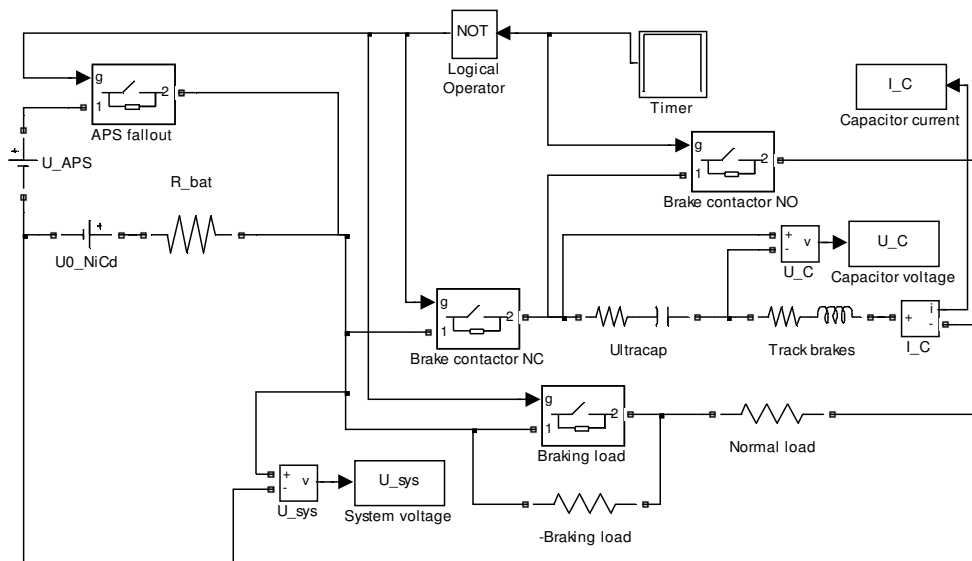 NOT
Logical
Operator
Timer
I_C
Capacitor current
g
1
2
APS fallout
+
U_APS
R_bat
+
U0_NiCd
g
1
2
Brake contactor NO
+
-
v
U_C
U_C
Capacitor voltage
g
1
2
Brake contactor NC
Ultracap
Track brakes
+
i
-
I_C
g
1
2
Braking load
Normal load
+
-
v
U_sys
U_sys
System voltage
-Braking load